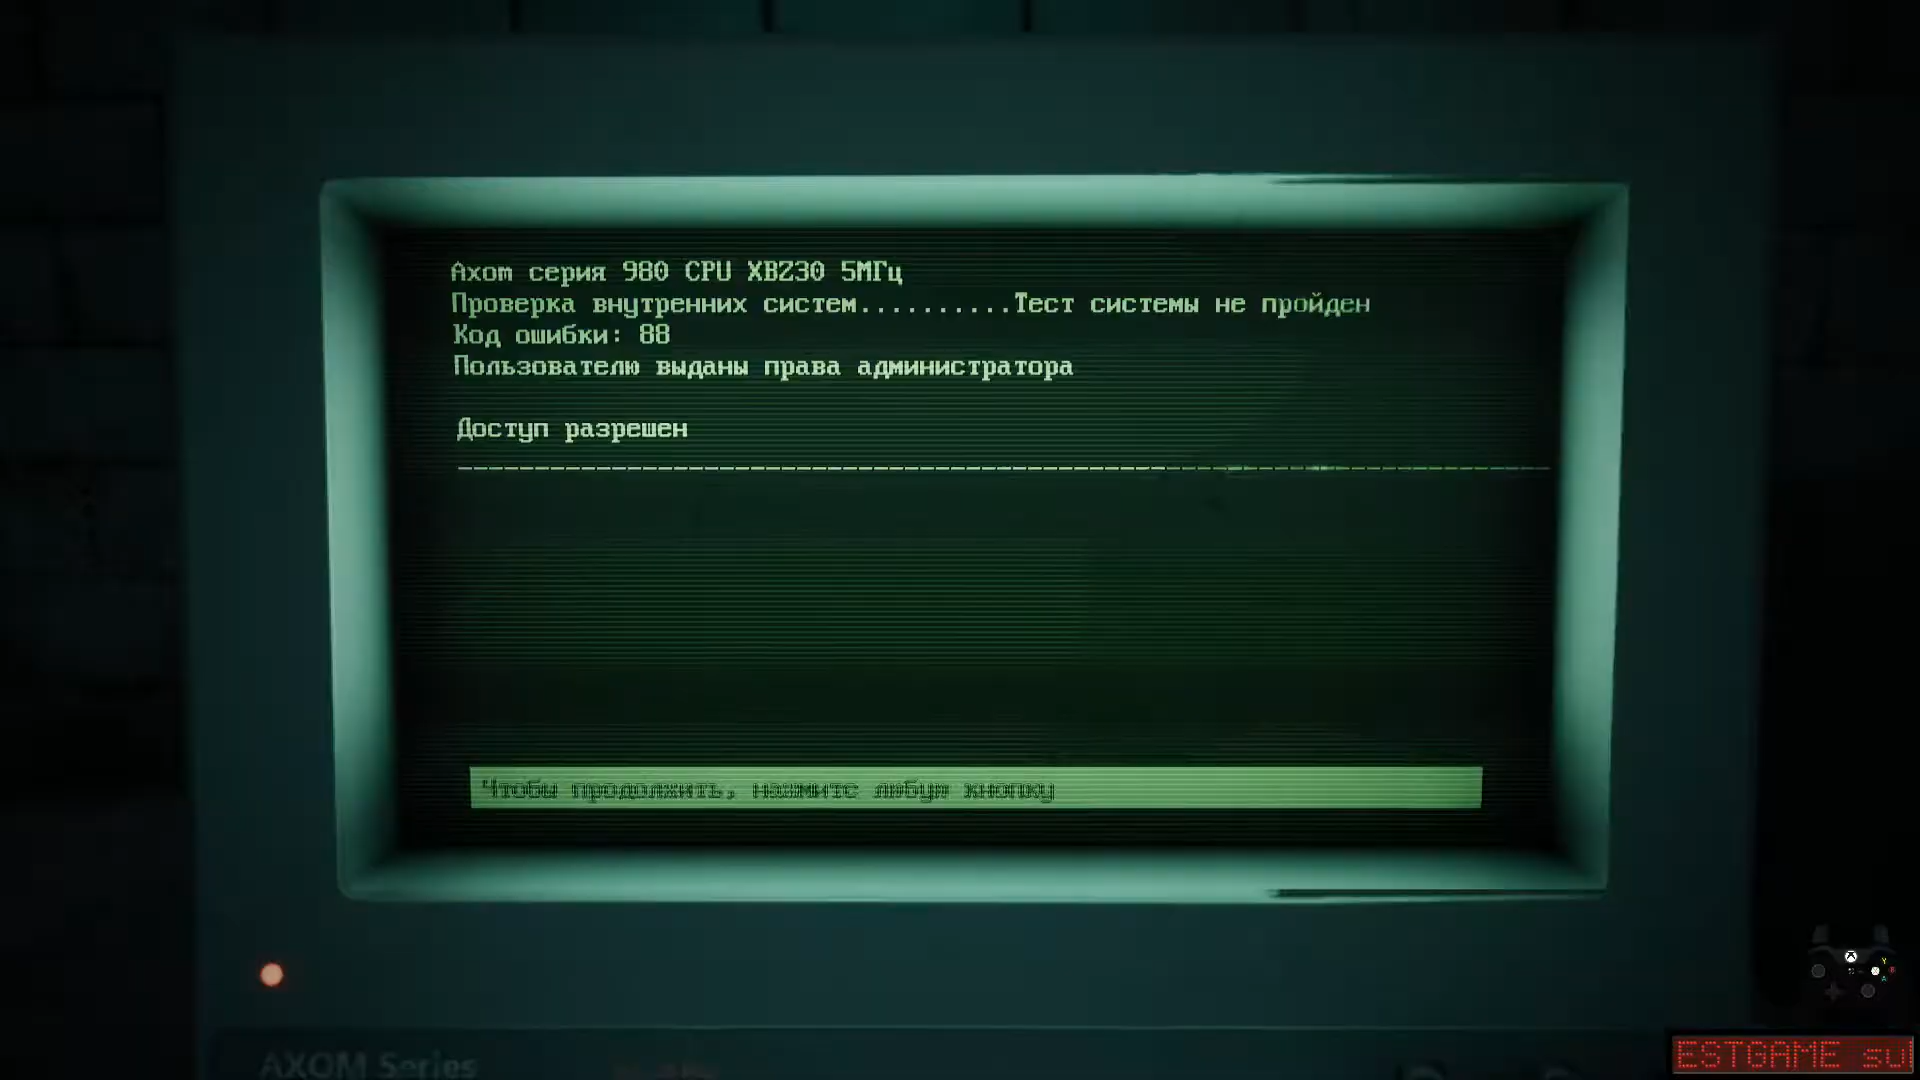 Axom серия 980 CPU XBZ30 5МГц
Проверка внутренних систем..........Тест системы не пройден
Код ошибки: 88
Пользователю выданы права администратора
Доступ разрешен
Чтобы продолжить, нажмите любую кнопку
AXOM Series
ESTGAME